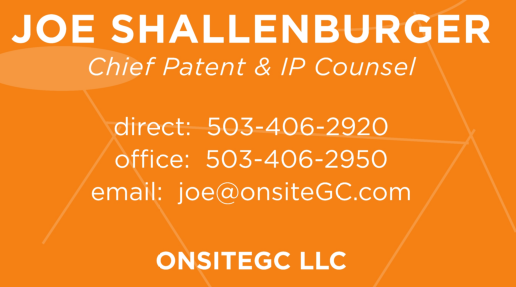 JOE SHALLENBURGER
Chief Patent & IP Counsel
direct: 503-406-2920
office: 503-406-2950
email: joe@onsiteGC.com
ONSITEGC LLC